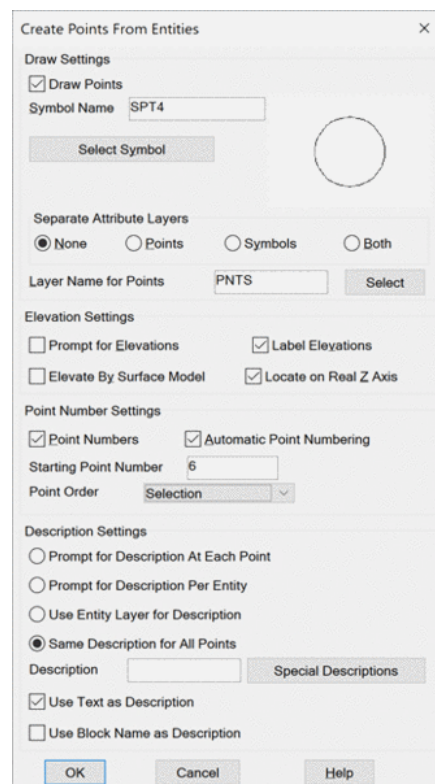 Create Points From Entities
Draw Settings
Draw Points
Symbol Name SPT4
Select Symbol
Separate Attribute Layers
None Points Symbols Both
Layer Name for Points PNTS Select
Elevation Settings
Prompt for Elevations Label Elevations
Elevate By Surface Model Locate on Real Z Axis
Point Number Settings
Point Numbers Automatic Point Numbering
Starting Point Number 6
Point Order Selection
Description Settings
Prompt for Description At Each Point
Prompt for Description Per Entity
Use Entity Layer for Description
Same Description for All Points
Description Special Descriptions
Use Text as Description
Use Block Name as Description
OK Cancel Help